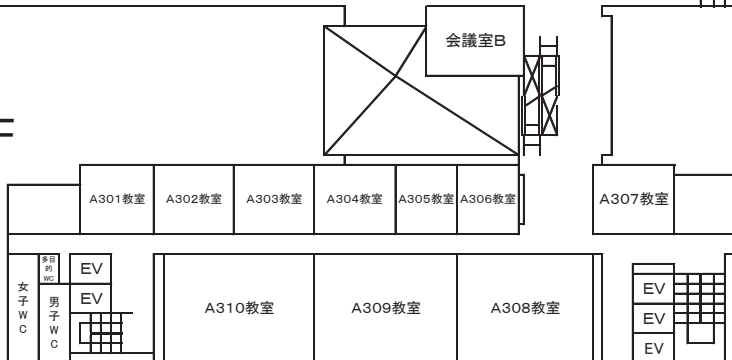 会議室B
A301教室
A302教室
A303教室
A304教室
A305教室
A306教室
A307教室
多目的WC
EV
EV
女子WC
男子WC
A310教室
A309教室
A308教室
EV
EV
EV